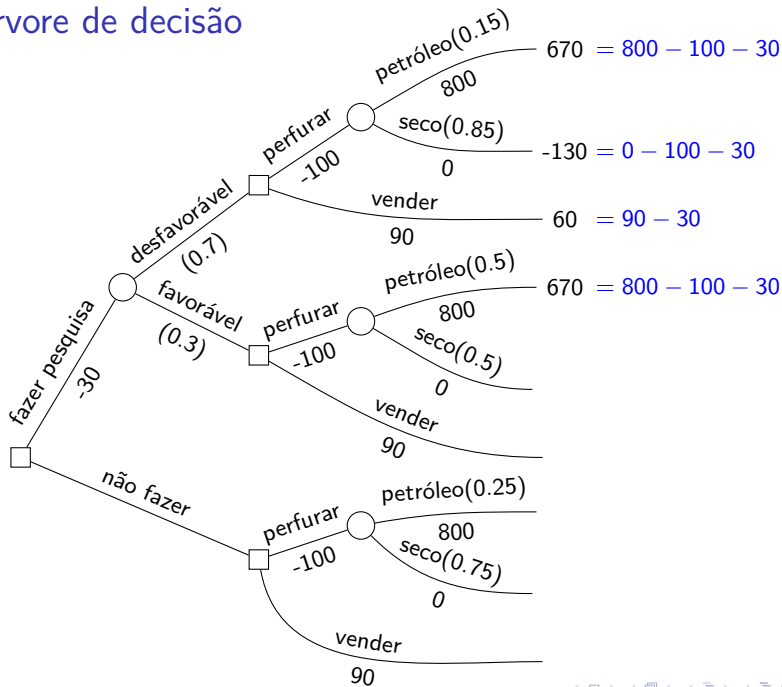 rvore de decisão
petróleo(0.15)
800
670 = 800 − 100 − 30
perfurar
-100
seco(0.85)
0
-130 = 0 − 100 − 30
desfavorável
(0.7)
vender
90
60 = 90 − 30
petróleo(0.5)
800
670 = 800 − 100 − 30
favorável
(0.3)
perfurar
-100
seco(0.5)
0
fazer pesquisa
-30
vender
90
não fazer
petróleo(0.25)
800
perfurar
-100
seco(0.75)
0
vender
90